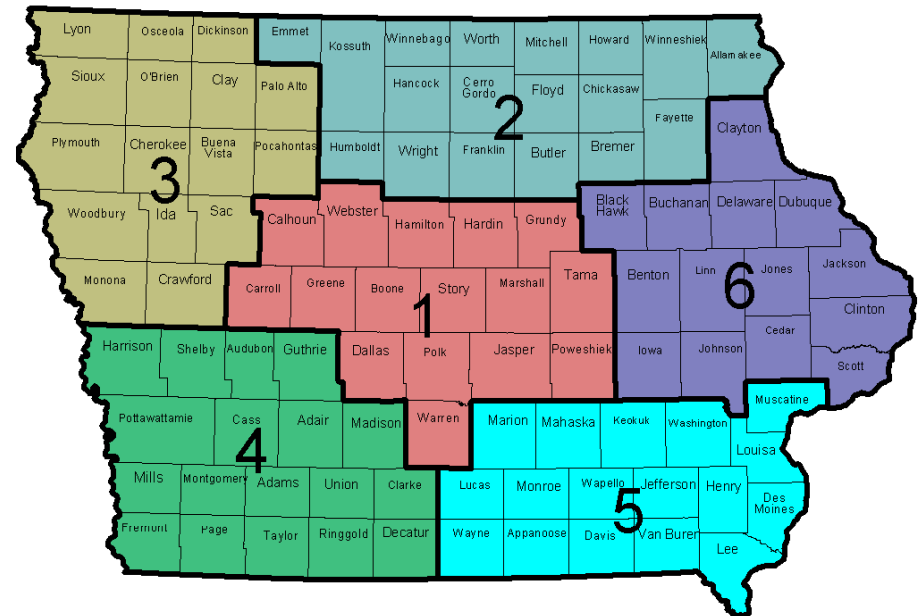 Lyon
Osceola
Dickinson
Emmet
Kossuth
Winnebago
Worth
Mitchell
Howard
Winneshiek
Allamakee
Sioux
O'Brien
Clay
Palo Alto
Hancock
Cerro
Gordo
Floyd
Chickasaw
Fayette
Clayton
2
Plymouth
Cherokee
Buena
Vista
Pocahontas
Humboldt
Wright
Franklin
Butler
Bremer
3
Woodbury
Ida
Sac
Calhoun
Webster
Hamilton
Hardin
Grundy
Black
Hawk
Buchanan
Delaware
Dubuque
Monona
Crawford
Carroll
Greene
Boone
Story
Marshall
Tama
Benton
Linn
Jones
Jackson
1
6
Clinton
Harrison
Shelby
Audubon
Guthrie
Dallas
Polk
Jasper
Poweshiek
Iowa
Johnson
Cedar
Scott
Pottawattamie
Cass
Adair
Madison
Warren
Marion
Mahaska
Keokuk
Washington
Muscatine
Louisa
4
Mills
Montgomery
Adams
Union
Clarke
Lucas
Monroe
Wapello
Jefferson
Henry
Des
Moines
5
Fremont
Page
Taylor
Ringgold
Decatur
Wayne
Appanoose
Davis
Van Burer
Lee